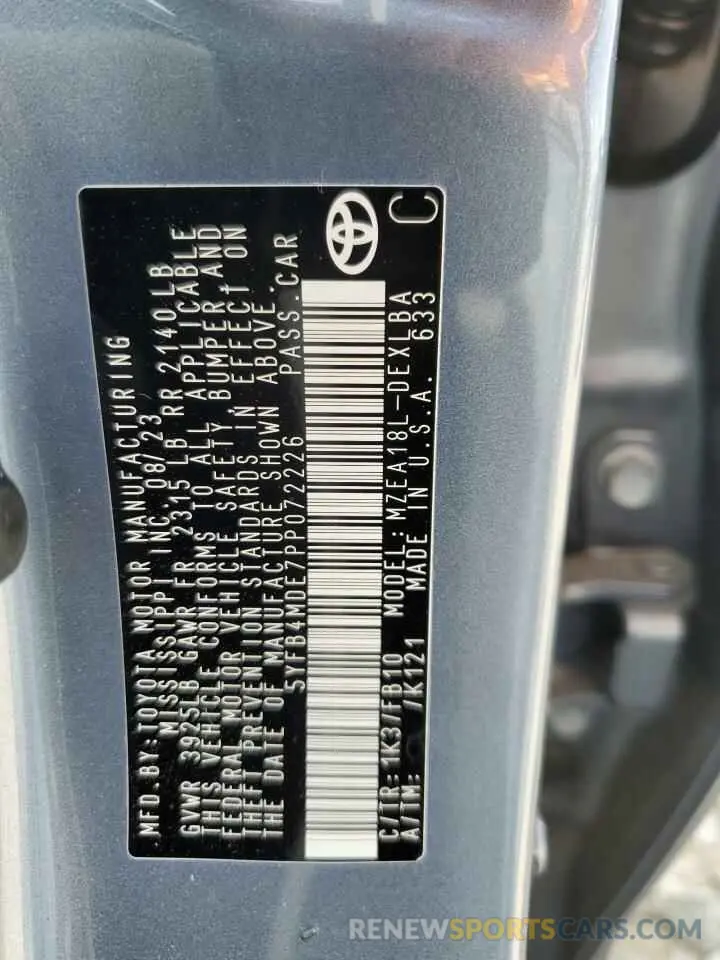 MFD.BY:TOYOTA MOTOR MANUFACTURING
MISSISSIPPI INC. 08/23
GVWR 3925LB GAWR FR 2315 LB RR 2140LB
THIS VEHICLE CONFORMS TO ALL APPLICABLE
FEDERAL MOTOR VEHICLE SAFETY, BUMPER AND
THEFT PREVENTION STANDARDS IN EFFECT ON
THE DATE OF MANUFACTURE SHOWN ABOVE.
5YFB4MDE7PP072226 PASS.CAR
C/TR: 1K3/FB10 MODEL: MZEA18L-DEXLBA
A/TM: /K121 MADE IN U.S.A. 633
C
RENEWSPORTSCARS.COM